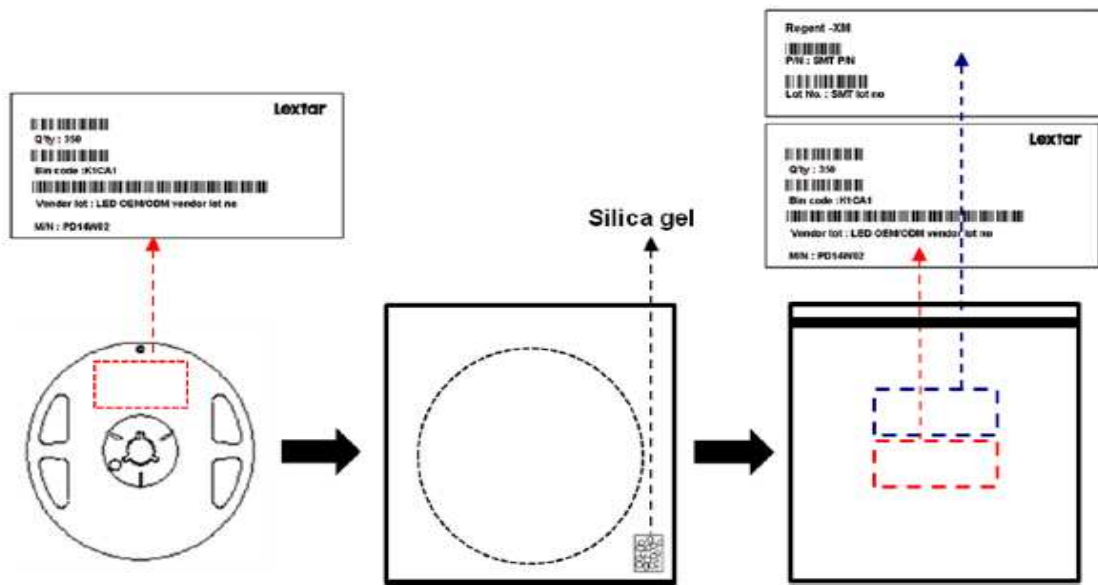 Lextar
Q'ty : 350
Bin code :K1CA1
Vendor lot : LED OEM/ODM vendor lot no
M/N : PD14W02
Silica gel
Regent -XM
P/N : SMT P/N
Lot No. : SMT lot no
Lextar
Q'ty : 350
Bin code :K1CA1
Vendor lot : LED OEM/ODM vendor lot no
M/N : PD14W02